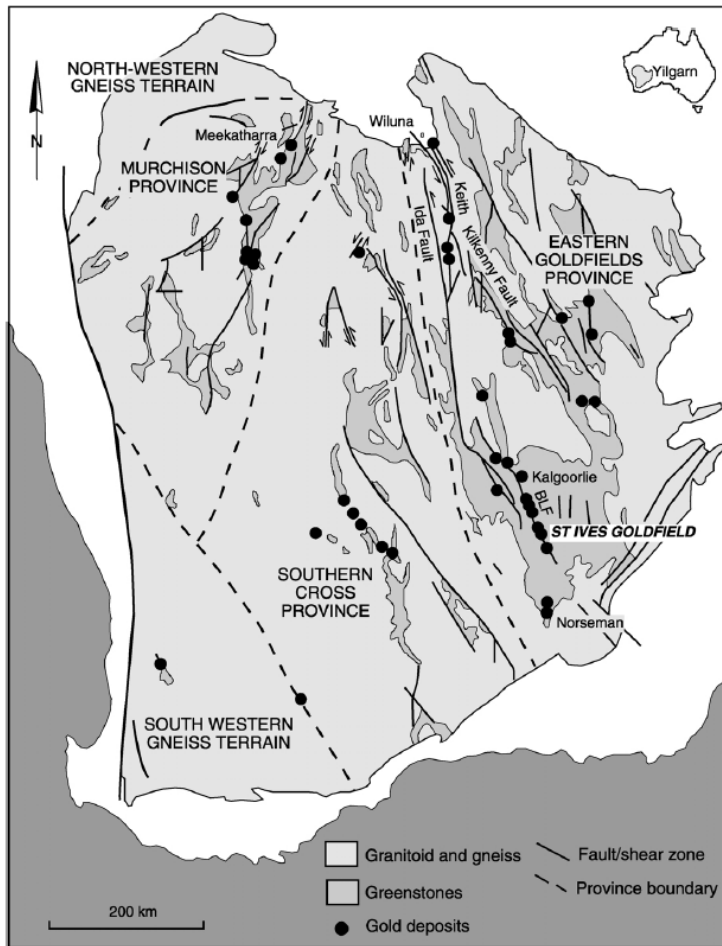 NORTH-WESTERN
GNEISS TERRAIN
Yilgarn
N
Meekatharra
Wiluna
MURCHISON
PROVINCE
Ida Fault
Keith
Kilkenny Fault
EASTERN
GOLDFIELDS
PROVINCE
Kalgoorlie
BLF
ST IVES GOLDFIELD
SOUTHERN
CROSS
PROVINCE
Norseman
SOUTH WESTERN
GNEISS TERRAIN
Granitoid and gneiss
Fault/shear zone
Greenstones
Province boundary
200 km
Gold deposits